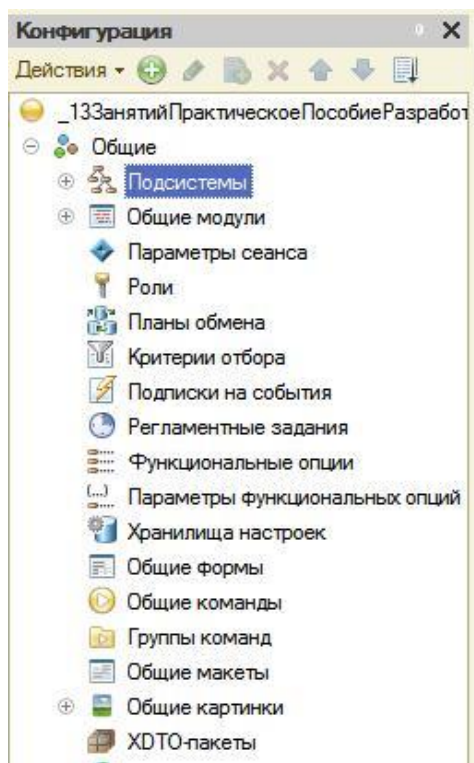 Конфигурация
Действия
_13ЗанятийПрактическоеПособиеРазработ
Общие
Подсистемы
Общие модули
Параметры сеанса
Роли
Планы обмена
Критерии отбора
Подписки на события
Регламентные задания
Функциональные опции
Параметры функциональных опций
Хранилища настроек
Общие формы
Общие команды
Группы команд
Общие макеты
Общие картинки
XDTO-пакеты